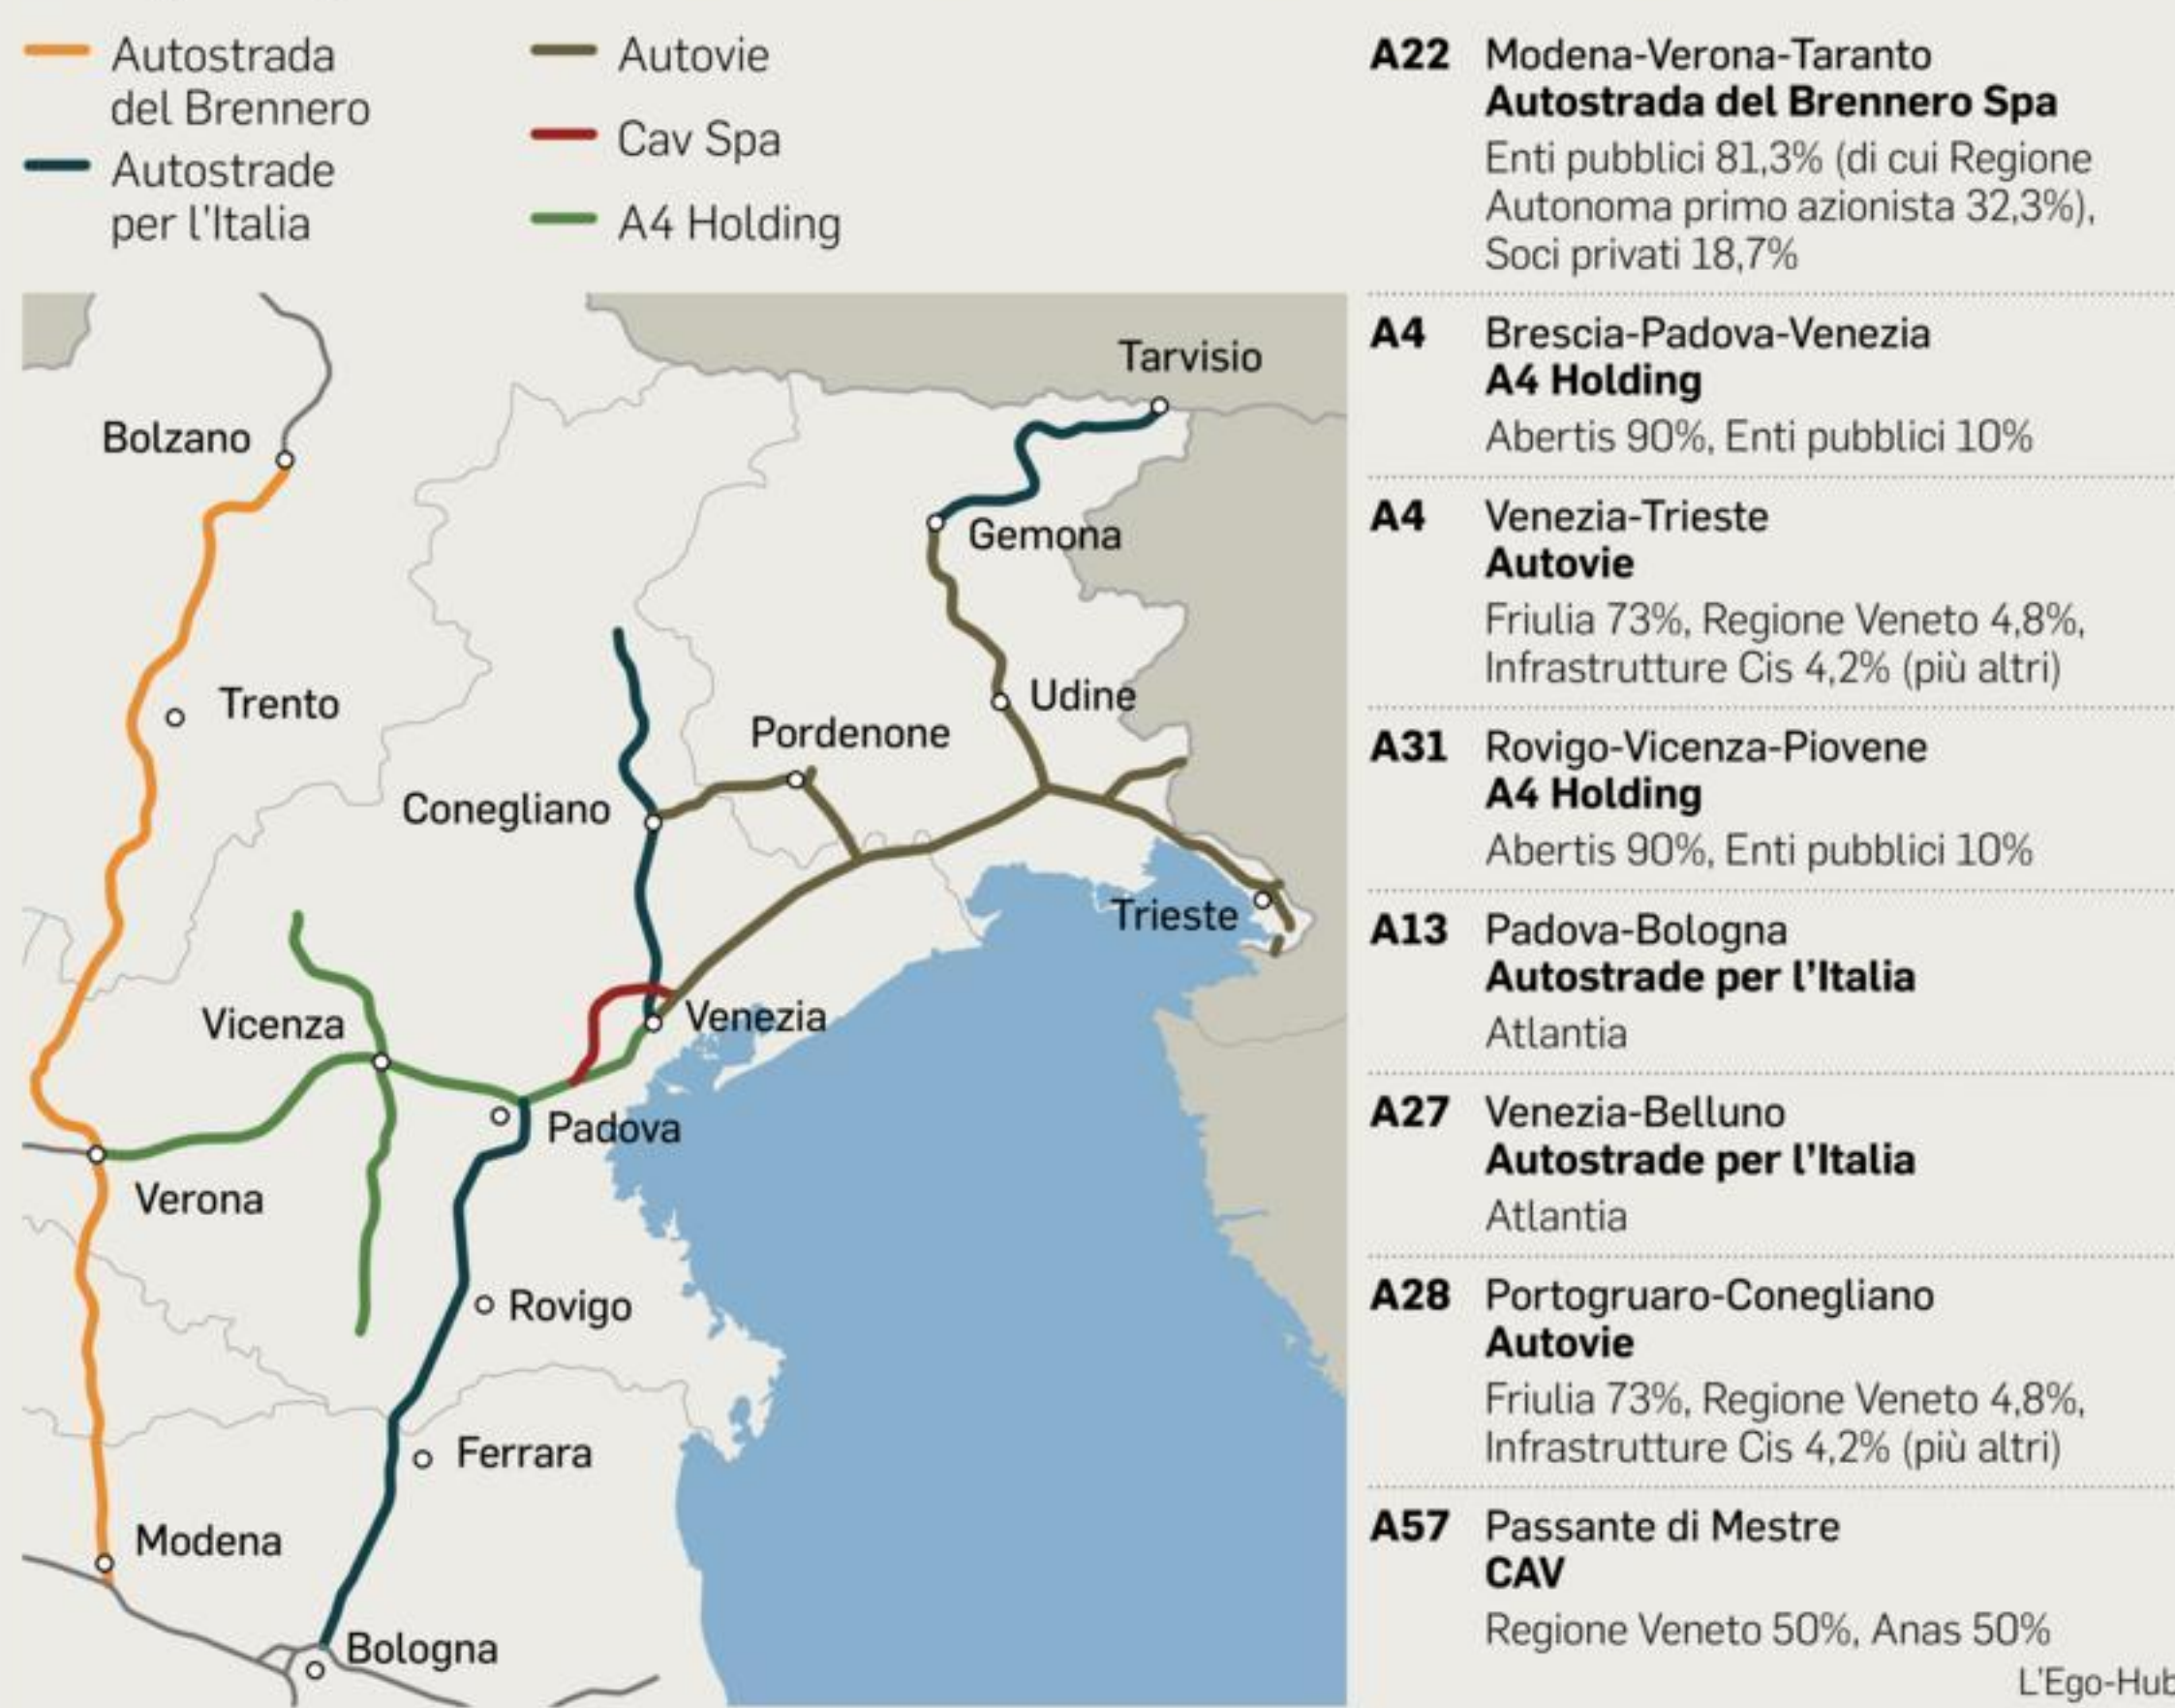 Autostrada
del Brennero
Autostrade
per l'Italia
Autovie
Cav Spa
A4 Holding
Tarvisio
Bolzano
Gemona
Trento
Udine
Pordenone
Conegliano
Trieste
Vicenza
Venezia
Padova
Verona
Rovigo
Ferrara
Modena
Bologna
A22 Modena-Verona-Taranto
Autostrada del Brennero Spa
Enti pubblici 81,3% (di cui Regione
Autonoma primo azionista 32,3%),
Soci privati 18,7%
A4 Brescia-Padova-Venezia
A4 Holding
Abertis 90%, Enti pubblici 10%
A4 Venezia-Trieste
Autovie
Friulia 73%, Regione Veneto 4,8%,
Infrastrutture Cis 4,2% (più altri)
A31 Rovigo-Vicenza-Piovene
A4 Holding
Abertis 90%, Enti pubblici 10%
A13 Padova-Bologna
Autostrade per l'Italia
Atlantia
A27 Venezia-Belluno
Autostrade per l'Italia
Atlantia
A28 Portogruaro-Conegliano
Autovie
Friulia 73%, Regione Veneto 4,8%,
Infrastrutture Cis 4,2% (più altri)
A57 Passante di Mestre
CAV
Regione Veneto 50%, Anas 50%
L'Ego-Hub